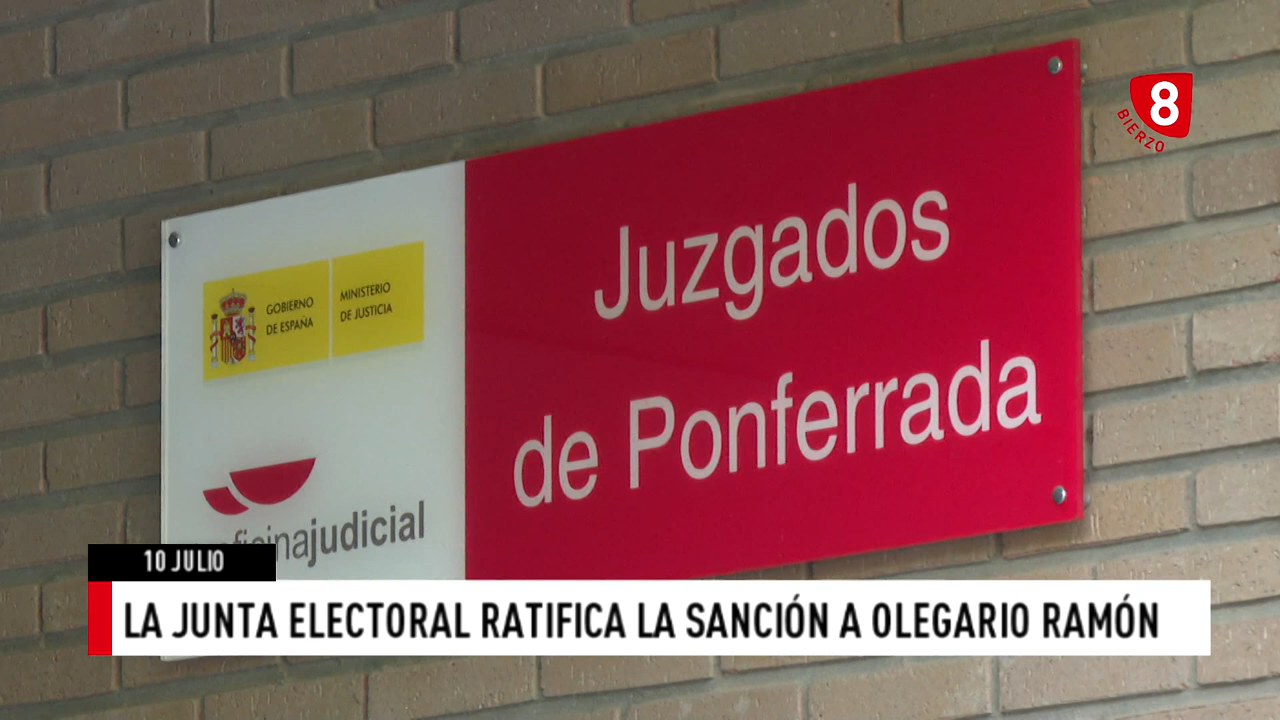 8
BIERZO
Juzgados
de Ponferrada
GOBIERNO
DE ESPAÑA
MINISTERIO
DE JUSTICIA
oficinajudicial
10 JULIO
LA JUNTA ELECTORAL RATIFICA LA SANCIÓN A OLEGARIO RAMÓN